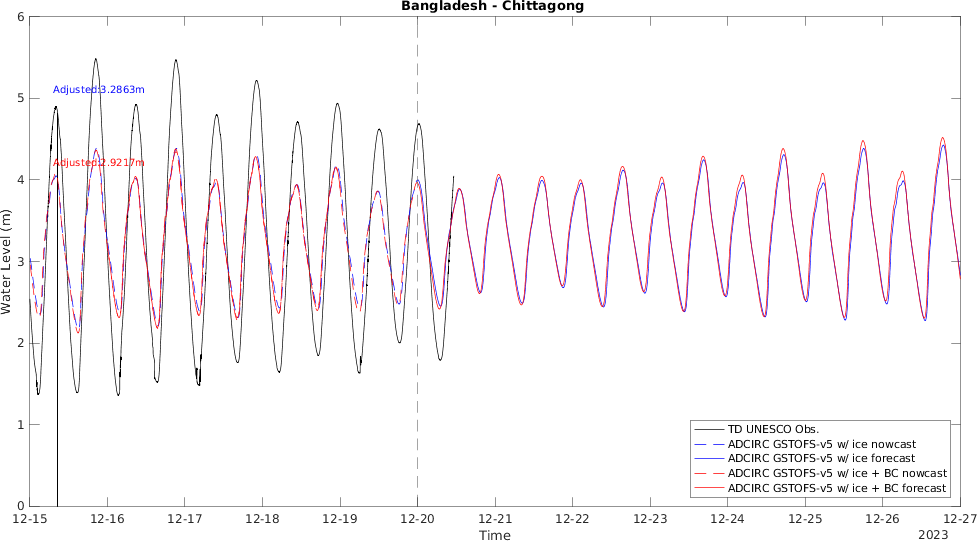 Bangladesh - Chittagong
6
5
4
3
2
1
0
Water Level (m)
Adjusted:3.2863m
Adjusted:2.9217m
TD UNESCO Obs.
ADCIRC GSTOFS-v5 w/ ice nowcast
ADCIRC GSTOFS-v5 w/ ice forecast
ADCIRC GSTOFS-v5 w/ ice + BC nowcast
ADCIRC GSTOFS-v5 w/ ice + BC forecast
12-15 12-16 12-17 12-18 12-19 12-20 12-21 12-22 12-23 12-24 12-25 12-26 12-27
Time
2023